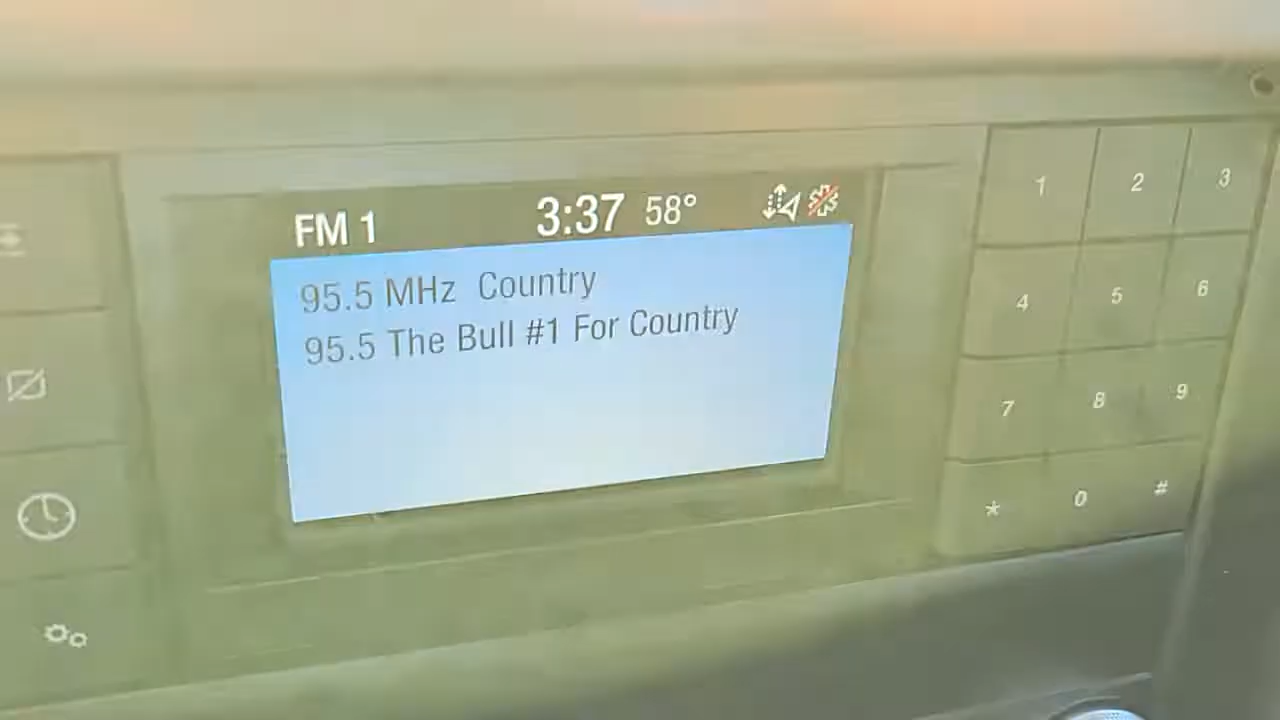 FM 1 3:37 58°
95.5 MHz Country
95.5 The Bull #1 For Country
1 2 3
4 5 6
7 8 9
* 0 #